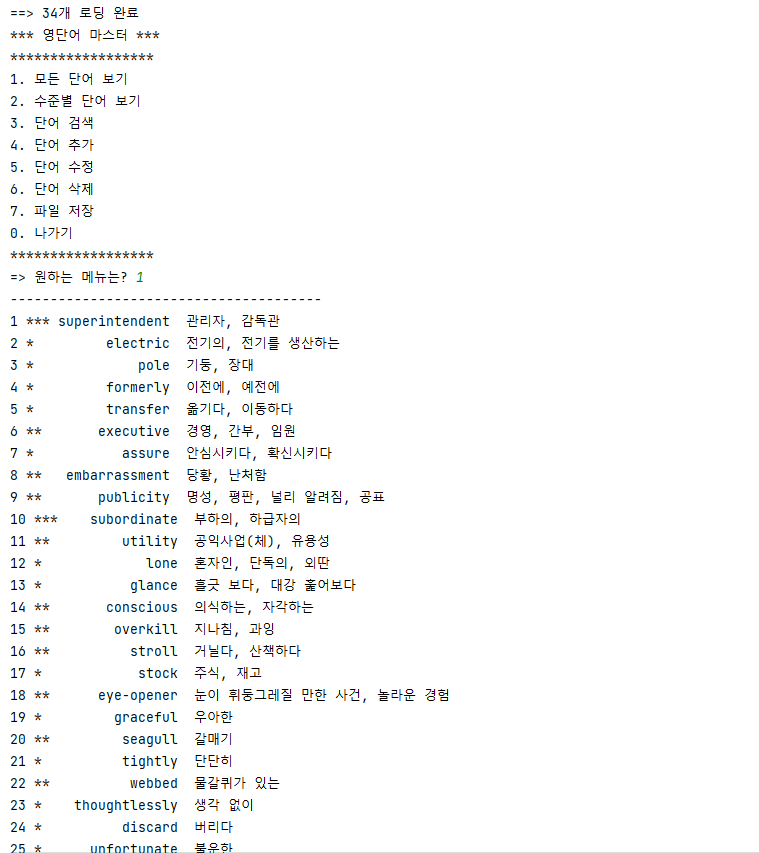 ==> 34개 로딩 완료
*** 영단어 마스터 ***
******************
1. 모든 단어 보기
2. 수준별 단어 보기
3. 단어 검색
4. 단어 추가
5. 단어 수정
6. 단어 삭제
7. 파일 저장
0. 나가기
******************
=> 원하는 메뉴는? 1
---------------------------------------
1 *** superintendent  관리자, 감독관
2 *         electric  전기의, 전기를 생산하는
3 *             pole  기둥, 장대
4 *         formerly  이전에, 예전에
5 *         transfer  옮기다, 이동하다
6 **       executive  경영, 간부, 임원
7 *           assure  안심시키다, 확신시키다
8 **   embarrassment  당황, 난처함
9 **       publicity  명성, 평판, 널리 알려짐, 공표
10 ***    subordinate  부하의, 하급자의
11 **         utility  공익사업(체), 유용성
12 *             lone  혼자인, 단독의, 외딴
13 *           glance  흘긋 보다, 대강 훑어보다
14 **       conscious  의식하는, 자각하는
15 **        overkill  지나침, 과잉
16 **          stroll  거닐다, 산책하다
17 *            stock  주식, 재고
18 **      eye-opener  눈이 휘둥그레질 만한 사건, 놀라운 경험
19 *         graceful  우아한
20 **         seagull  갈매기
21 *          tightly  단단히
22 **          webbed  물갈퀴가 있는
23 *    thoughtlessly  생각 없이
24 *          discard  버리다
25 *      unfortunate  불운한